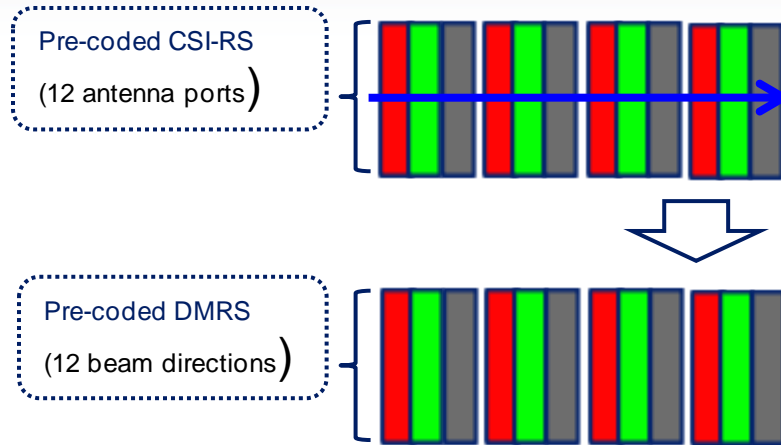 Pre-coded CSI-RS
(12 antenna ports)
Pre-coded DMRS
(12 beam directions)